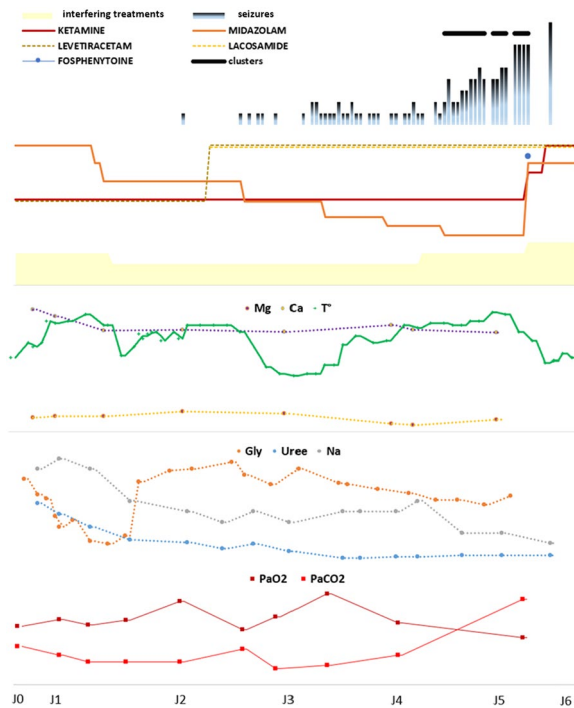 interfering treatments seizures
KETAMINE MIDAZOLAM
LEVETIRACETAM LACOSAMIDE
FOSPHENYTOINE clusters
Mg Ca T°
Gly Uree Na
PaO2 PaCO2
J0 J1 J2 J3 J4 J5 J6